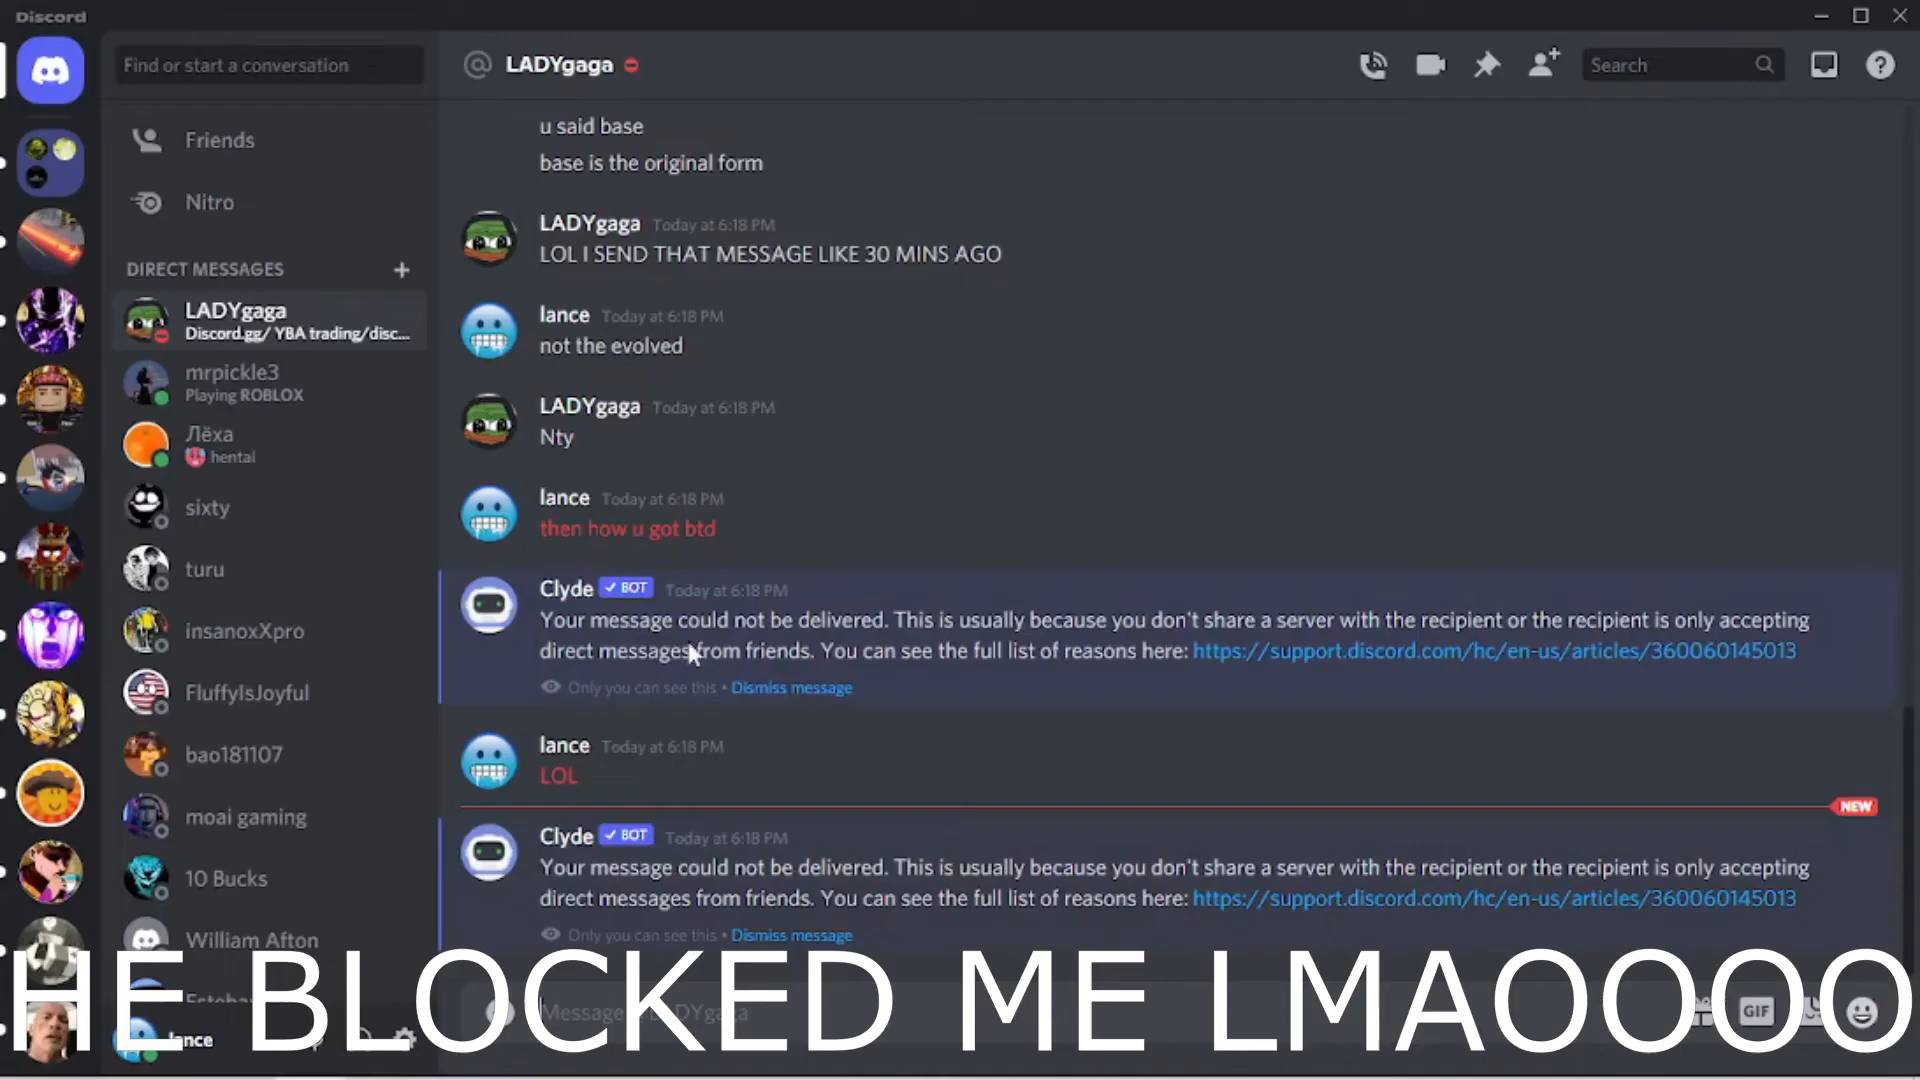 Discord
Find or start a conversation
Friends
Nitro
DIRECT MESSAGES
LADYgaga
Discord.gg/ YBA trading/disc...
mrpickle3
Playing ROBLOX
Лёха
hental
sixty
turu
insanoxXpro
FluffyIsJoyful
bao181107
moai gaming
10 Bucks
William Afton
lance
LADYgaga
Search
u said base
base is the original form
LADYgaga Today at 6:18 PM
LOL I SEND THAT MESSAGE LIKE 30 MINS AGO
lance Today at 6:18 PM
not the evolved
LADYgaga Today at 6:18 PM
Nty
lance Today at 6:18 PM
then how u got btd
Clyde BOT Today at 6:18 PM
Your message could not be delivered. This is usually because you don't share a server with the recipient or the recipient is only accepting
direct messages from friends. You can see the full list of reasons here: https://support.discord.com/hc/en-us/articles/360060145013
Only you can see this • Dismiss message
lance Today at 6:18 PM
LOL
NEW
Clyde BOT Today at 6:18 PM
Your message could not be delivered. This is usually because you don't share a server with the recipient or the recipient is only accepting
direct messages from friends. You can see the full list of reasons here: https://support.discord.com/hc/en-us/articles/360060145013
Only you can see this • Dismiss message
Message
GIF
HE BLOCKED ME LMAOOOO